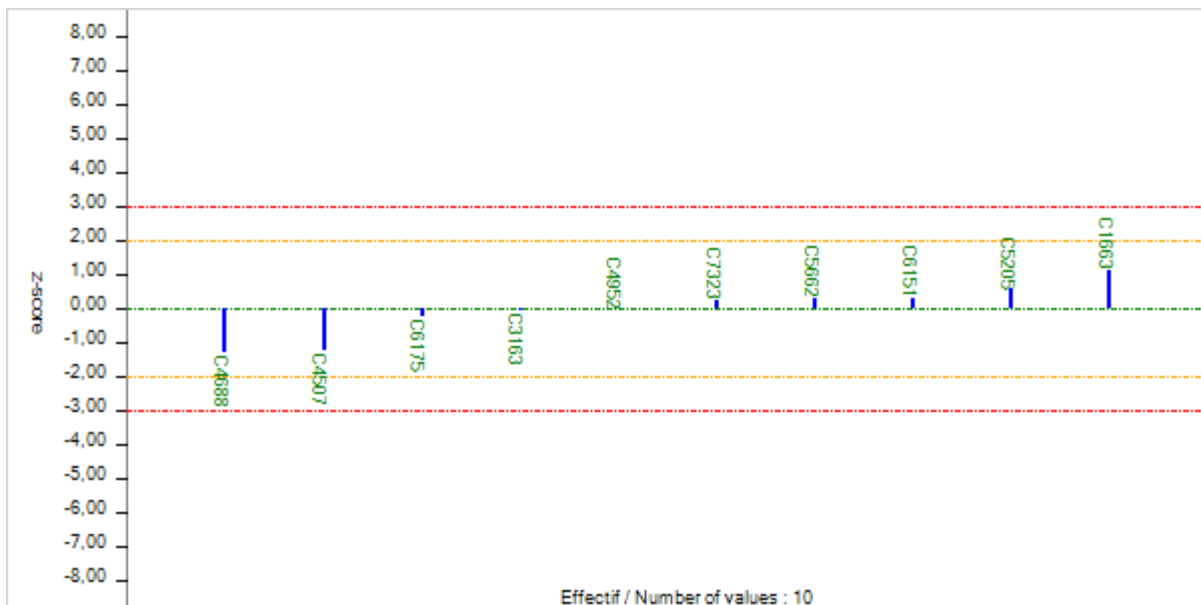 8,00
7,00
6,00
5,00
4,00
3,00
2,00
1,00
0,00
-1,00
-2,00
-3,00
-4,00
-5,00
-6,00
-7,00
-8,00
z-score
C4688
C4507
C6175
C3163
C4952
C7323
C5662
C6151
C5205
C1663
Effectif / Number of values : 10